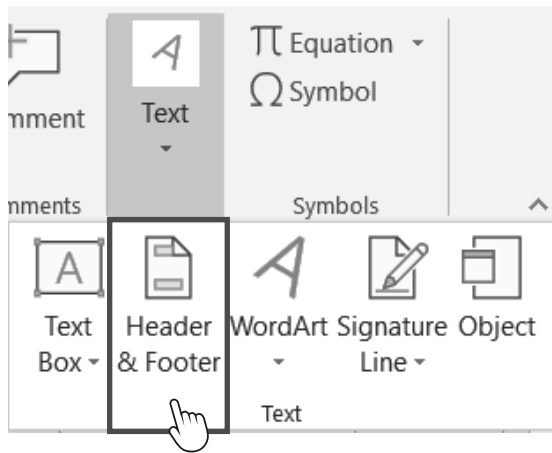 π Equation
Ω Symbol
mment
Text
mments
Symbols
A
Text
Box
Header
& Footer
WordArt
Signature
Line
Object
Text